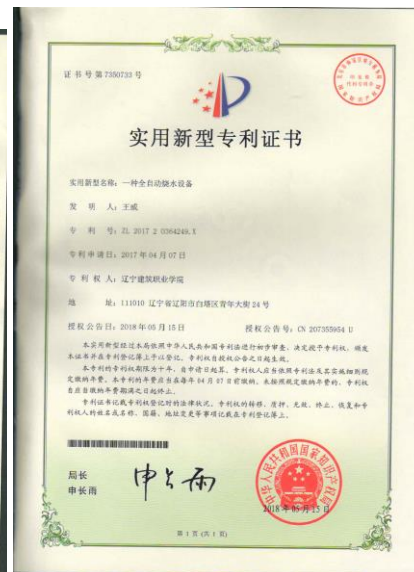 证书号第7350733号
实用新型专利证书
实用新型名称：一种全自动烧水设备
发明人：王威
专利号：ZL 2017 2 0364249.X
专利申请日：2017年04月07日
专利权人：辽宁建筑职业学院
地址：111010 辽宁省辽阳市白塔区青年大街24号
授权公告日：2018年05月15日 授权公告号：CN 207355954 U
本实用新型经过本局依照中华人民共和国专利法进行初步审查，决定授予专利权，颁发
本证书并在专利登记簿上予以登记。专利权自授权公告之日起生效。
本专利的专利权期限为十年，自申请日起算。专利权人应当依照专利法及其实施细则规
定缴纳年费。本专利的年费应当在每年04月07日前缴纳。未按照规定缴纳年费的，专利权
自应当缴纳年费期满之日起终止。
专利证书记载专利权登记时的法律状况。专利权的转移、质押、无效、终止、恢复和专
利权人的姓名或名称、国籍、地址变更等事项记载在专利登记簿上。
局长
申长雨
申长雨
中华人民共和国国家知识产权局
2018年05月15日
第1页（共1页）